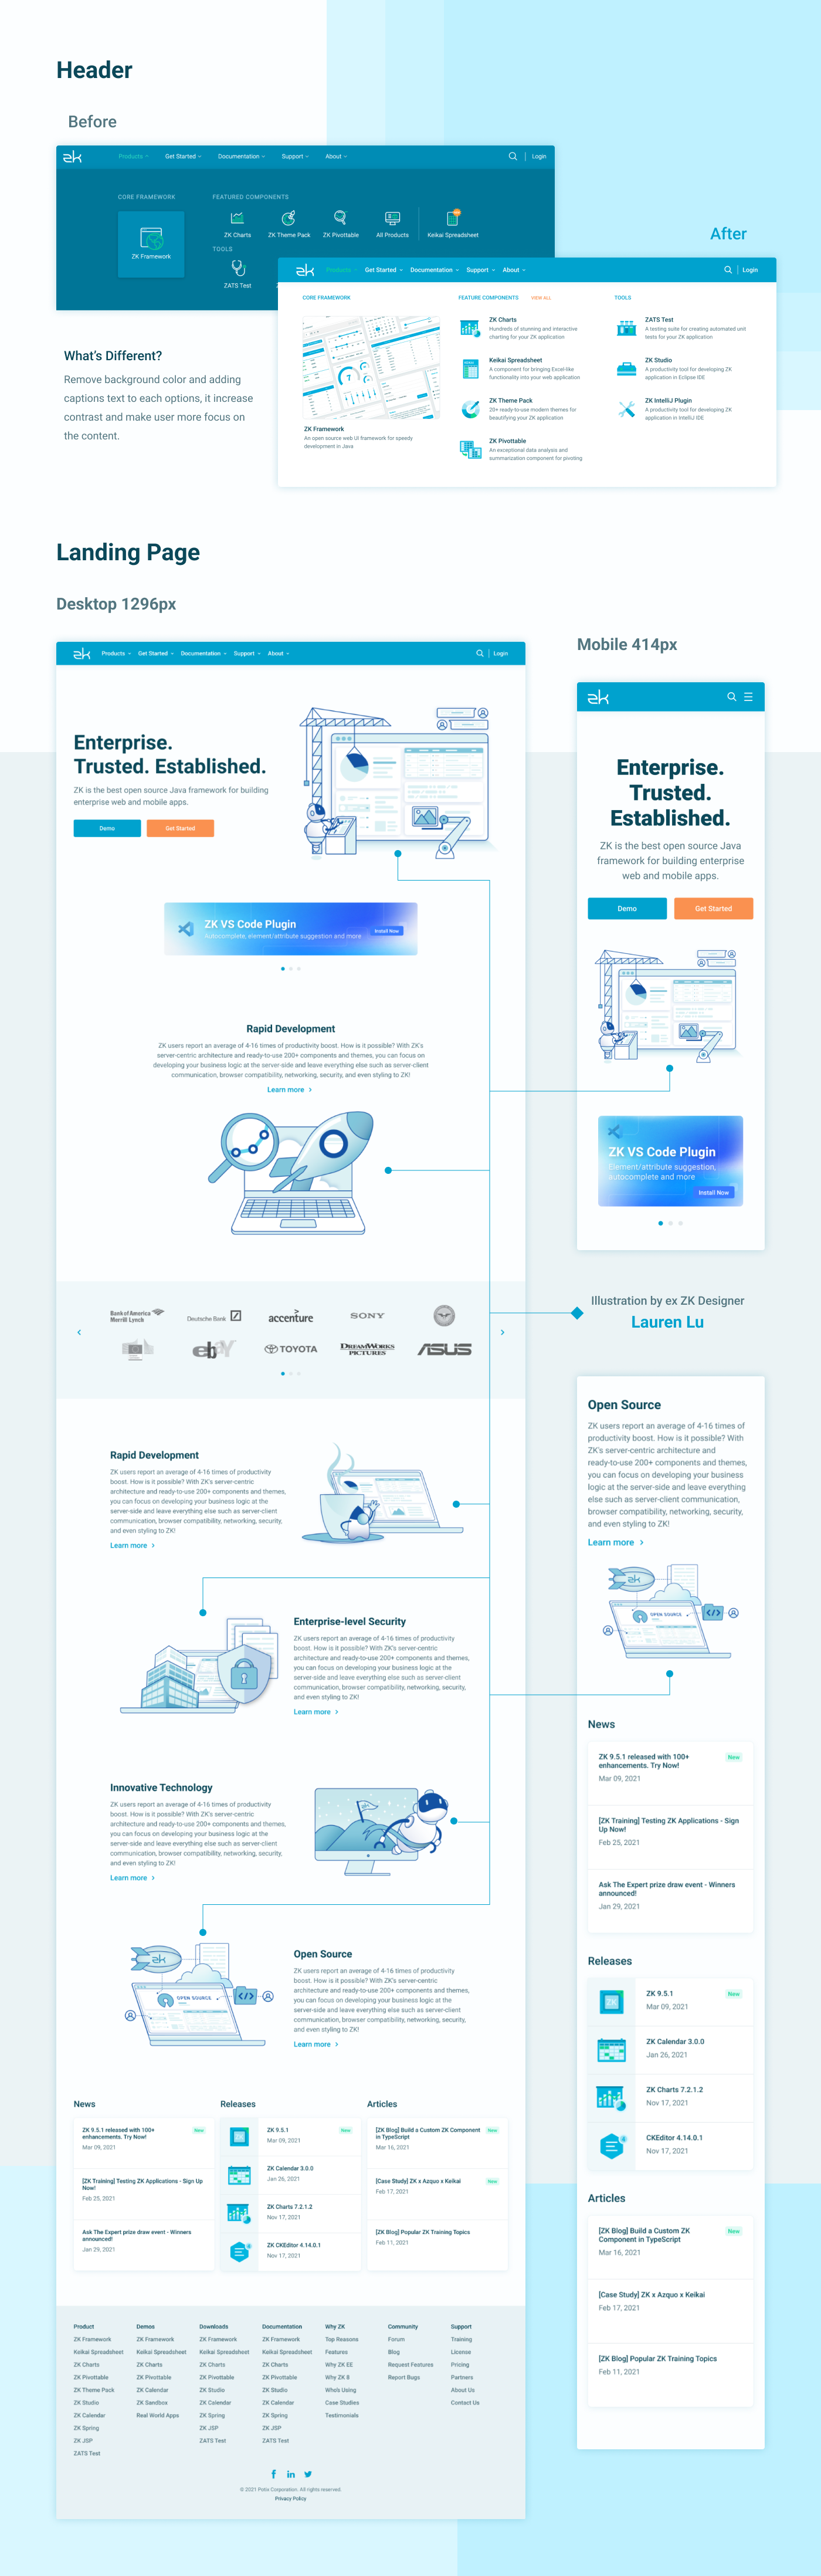 Header
Before
zk
Products
Get Started
Documentation
Support
About
Login
CORE FRAMEWORK
FEATURED COMPONENTS
ZK Framework
ZK Charts
ZK Theme Pack
ZK Pivottable
All Products
Keikai Spreadsheet
TOOLS
ZATS Test
After
zk
Products
Get Started
Documentation
Support
About
Login
CORE FRAMEWORK
FEATURE COMPONENTS
VIEW ALL
TOOLS
ZK Framework
An open source web UI framework for speedy
development in Java
ZK Charts
Hundreds of stunning and interactive
charting for your ZK application
Keikai Spreadsheet
A component for bringing Excel-like
functionality into your web application
ZK Theme Pack
20+ ready-to-use modern themes for
beautifying your ZK application
ZK Pivottable
An exceptional data analysis and
summarization component for pivoting
ZATS Test
A testing suite for creating automated unit
tests for your ZK application
ZK Studio
A productivity tool for developing ZK
application in Eclipse IDE
ZK IntelliJ Plugin
A productivity tool for developing ZK
application in IntelliJ IDE
What's Different?
Remove background color and adding
captions text to each options, it increase
contrast and make user more focus on
the content.
Landing Page
Desktop 1296px
zk
Products
Get Started
Documentation
Support
About
Login
Enterprise.
Trusted. Established.
ZK is the best open source Java framework for building
enterprise web and mobile apps.
Demo
Get Started
ZK VS Code Plugin
Autocomplete, element/attribute suggestion and more
Install Now
Rapid Development
ZK users report an average of 4-16 times of productivity boost. How is it possible? With ZK's
server-centric architecture and ready-to-use 200+ components and themes, you can focus on
developing your business logic at the server-side and leave everything else such as server-client
communication, browser compatibility, networking, security, and even styling to ZK!
Learn more
Bank of America
Merrill Lynch
Deutsche Bank
accenture
SONY
ebay
TOYOTA
DREAMWORKS
PICTURES
ASUS
Rapid Development
ZK users report an average of 4-16 times of productivity
boost. How is it possible? With ZK's server-centric
architecture and ready-to-use 200+ components and themes,
you can focus on developing your business logic at the
server-side and leave everything else such as server-client
communication, browser compatibility, networking, security,
and even styling to ZK!
Learn more
Enterprise-level Security
ZK users report an average of 4-16 times of productivity
boost. How is it possible? With ZK's server-centric
architecture and ready-to-use 200+ components and themes,
you can focus on developing your business logic at the
server-side and leave everything else such as server-client
communication, browser compatibility, networking, security,
and even styling to ZK!
Learn more
Innovative Technology
ZK users report an average of 4-16 times of productivity
boost. How is it possible? With ZK's server-centric
architecture and ready-to-use 200+ components and themes,
you can focus on developing your business logic at the
server-side and leave everything else such as server-client
communication, browser compatibility, networking, security,
and even styling to ZK!
Learn more
zk
OPEN SOURCE
</>
Open Source
ZK users report an average of 4-16 times of productivity
boost. How is it possible? With ZK's server-centric
architecture and ready-to-use 200+ components and themes,
you can focus on developing your business logic at the
server-side and leave everything else such as server-client
communication, browser compatibility, networking, security,
and even styling to ZK!
Learn more
News
ZK 9.5.1 released with 100+
enhancements. Try Now!
New
Mar 09, 2021
[ZK Training] Testing ZK Applications - Sign Up
Now!
Feb 25, 2021
Ask The Expert prize draw event - Winners
announced!
Jan 29, 2021
Releases
ZK
ZK 9.5.1
New
Mar 09, 2021
ZK Calendar 3.0.0
Jan 26, 2021
ZK Charts 7.2.1.2
Nov 17, 2021
ZK CKEditor 4.14.0.1
Nov 17, 2021
Articles
[ZK Blog] Build a Custom ZK Component
in TypeScript
New
Mar 16, 2021
[Case Study] ZK x Azquo x Keikai
New
Feb 17, 2021
[ZK Blog] Popular ZK Training Topics
Feb 11, 2021
Product
ZK Framework
Keikai Spreadsheet
ZK Charts
ZK Pivottable
ZK Theme Pack
ZK Studio
ZK Calendar
ZK Spring
ZK JSP
ZATS Test
Demos
ZK Framework
Keikai Spreadsheet
ZK Charts
ZK Pivottable
ZK Calendar
ZK Sandbox
Real World Apps
Downloads
ZK Framework
Keikai Spreadsheet
ZK Charts
ZK Pivottable
ZK Studio
ZK Calendar
ZK Spring
ZK JSP
ZATS Test
Documentation
ZK Framework
Keikai Spreadsheet
ZK Charts
ZK Pivottable
ZK Studio
ZK Calendar
ZK Spring
ZK JSP
ZATS Test
Why ZK
Top Reasons
Features
Why ZK EE
Why ZK 8
Who's Using
Case Studies
Testimonials
Community
Forum
Blog
Request Features
Report Bugs
Support
Training
License
Pricing
Partners
About Us
Contact Us
© 2021 Potix Corporation. All rights reserved.
Privacy Policy
Mobile 414px
zk
Enterprise.
Trusted.
Established.
ZK is the best open source Java
framework for building enterprise
web and mobile apps.
Demo
Get Started
ZK VS Code Plugin
Element/attribute suggestion,
autocomplete and more
Install Now
Illustration by ex ZK Designer
Lauren Lu
Open Source
ZK users report an average of 4-16 times of
productivity boost. How is it possible? With
ZK's server-centric architecture and
ready-to-use 200+ components and themes,
you can focus on developing your business
logic at the server-side and leave everything
else such as server-client communication,
browser compatibility, networking, security,
and even styling to ZK!
Learn more
zk
OPEN SOURCE
</>
News
ZK 9.5.1 released with 100+
enhancements. Try Now!
New
Mar 09, 2021
[ZK Training] Testing ZK Applications - Sign
Up Now!
Feb 25, 2021
Ask The Expert prize draw event - Winners
announced!
Jan 29, 2021
Releases
ZK
ZK 9.5.1
New
Mar 09, 2021
ZK Calendar 3.0.0
Jan 26, 2021
ZK Charts 7.2.1.2
Nov 17, 2021
CKEditor 4.14.0.1
Nov 17, 2021
Articles
[ZK Blog] Build a Custom ZK
Component in TypeScript
New
Mar 16, 2021
[Case Study] ZK x Azquo x Keikai
Feb 17, 2021
[ZK Blog] Popular ZK Training Topics
Feb 11, 2021